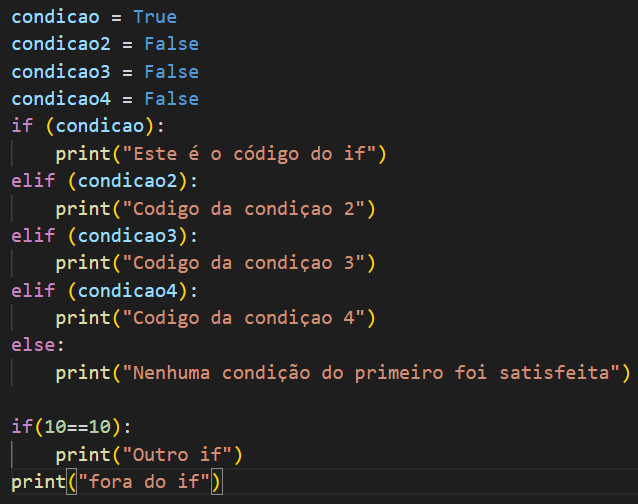 condicao = True
condicao2 = False
condicao3 = False
condicao4 = False
if (condicao):
    print("Este é o código do if")
elif (condicao2):
    print("Codigo da condiçao 2")
elif (condicao3):
    print("Codigo da condiçao 3")
elif (condicao4):
    print("Codigo da condiçao 4")
else:
    print("Nenhuma condição do primeiro foi satisfeita")

if(10==10):
    print("Outro if")
print("fora do if")